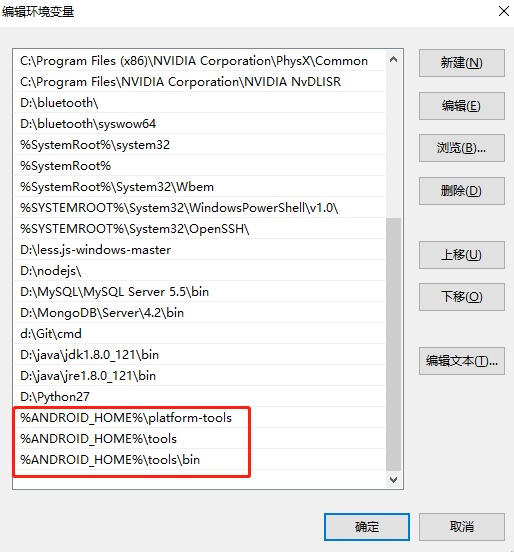 编辑环境变量
C:\Program Files (x86)\NVIDIA Corporation\PhysX\Common
C:\Program Files\NVIDIA Corporation\NVIDIA NvDLISR
D:\bluetooth\
D:\bluetooth\syswow64
%SystemRoot%\system32
%SystemRoot%
%SystemRoot%\System32\Wbem
%SYSTEMROOT%\System32\WindowsPowerShell\v1.0\
%SYSTEMROOT%\System32\OpenSSH\
D:\less.js-windows-master
D:\nodejs\
D:\MySQL\MySQL Server 5.5\bin
D:\MongoDB\Server\4.2\bin
d:\Git\cmd
D:\java\jdk1.8.0_121\bin
D:\java\jre1.8.0_121\bin
D:\Python27
%ANDROID_HOME%\platform-tools
%ANDROID_HOME%\tools
%ANDROID_HOME%\tools\bin
新建(N)
编辑(E)
浏览(B)...
删除(D)
上移(U)
下移(O)
编辑文本(T)...
确定
取消